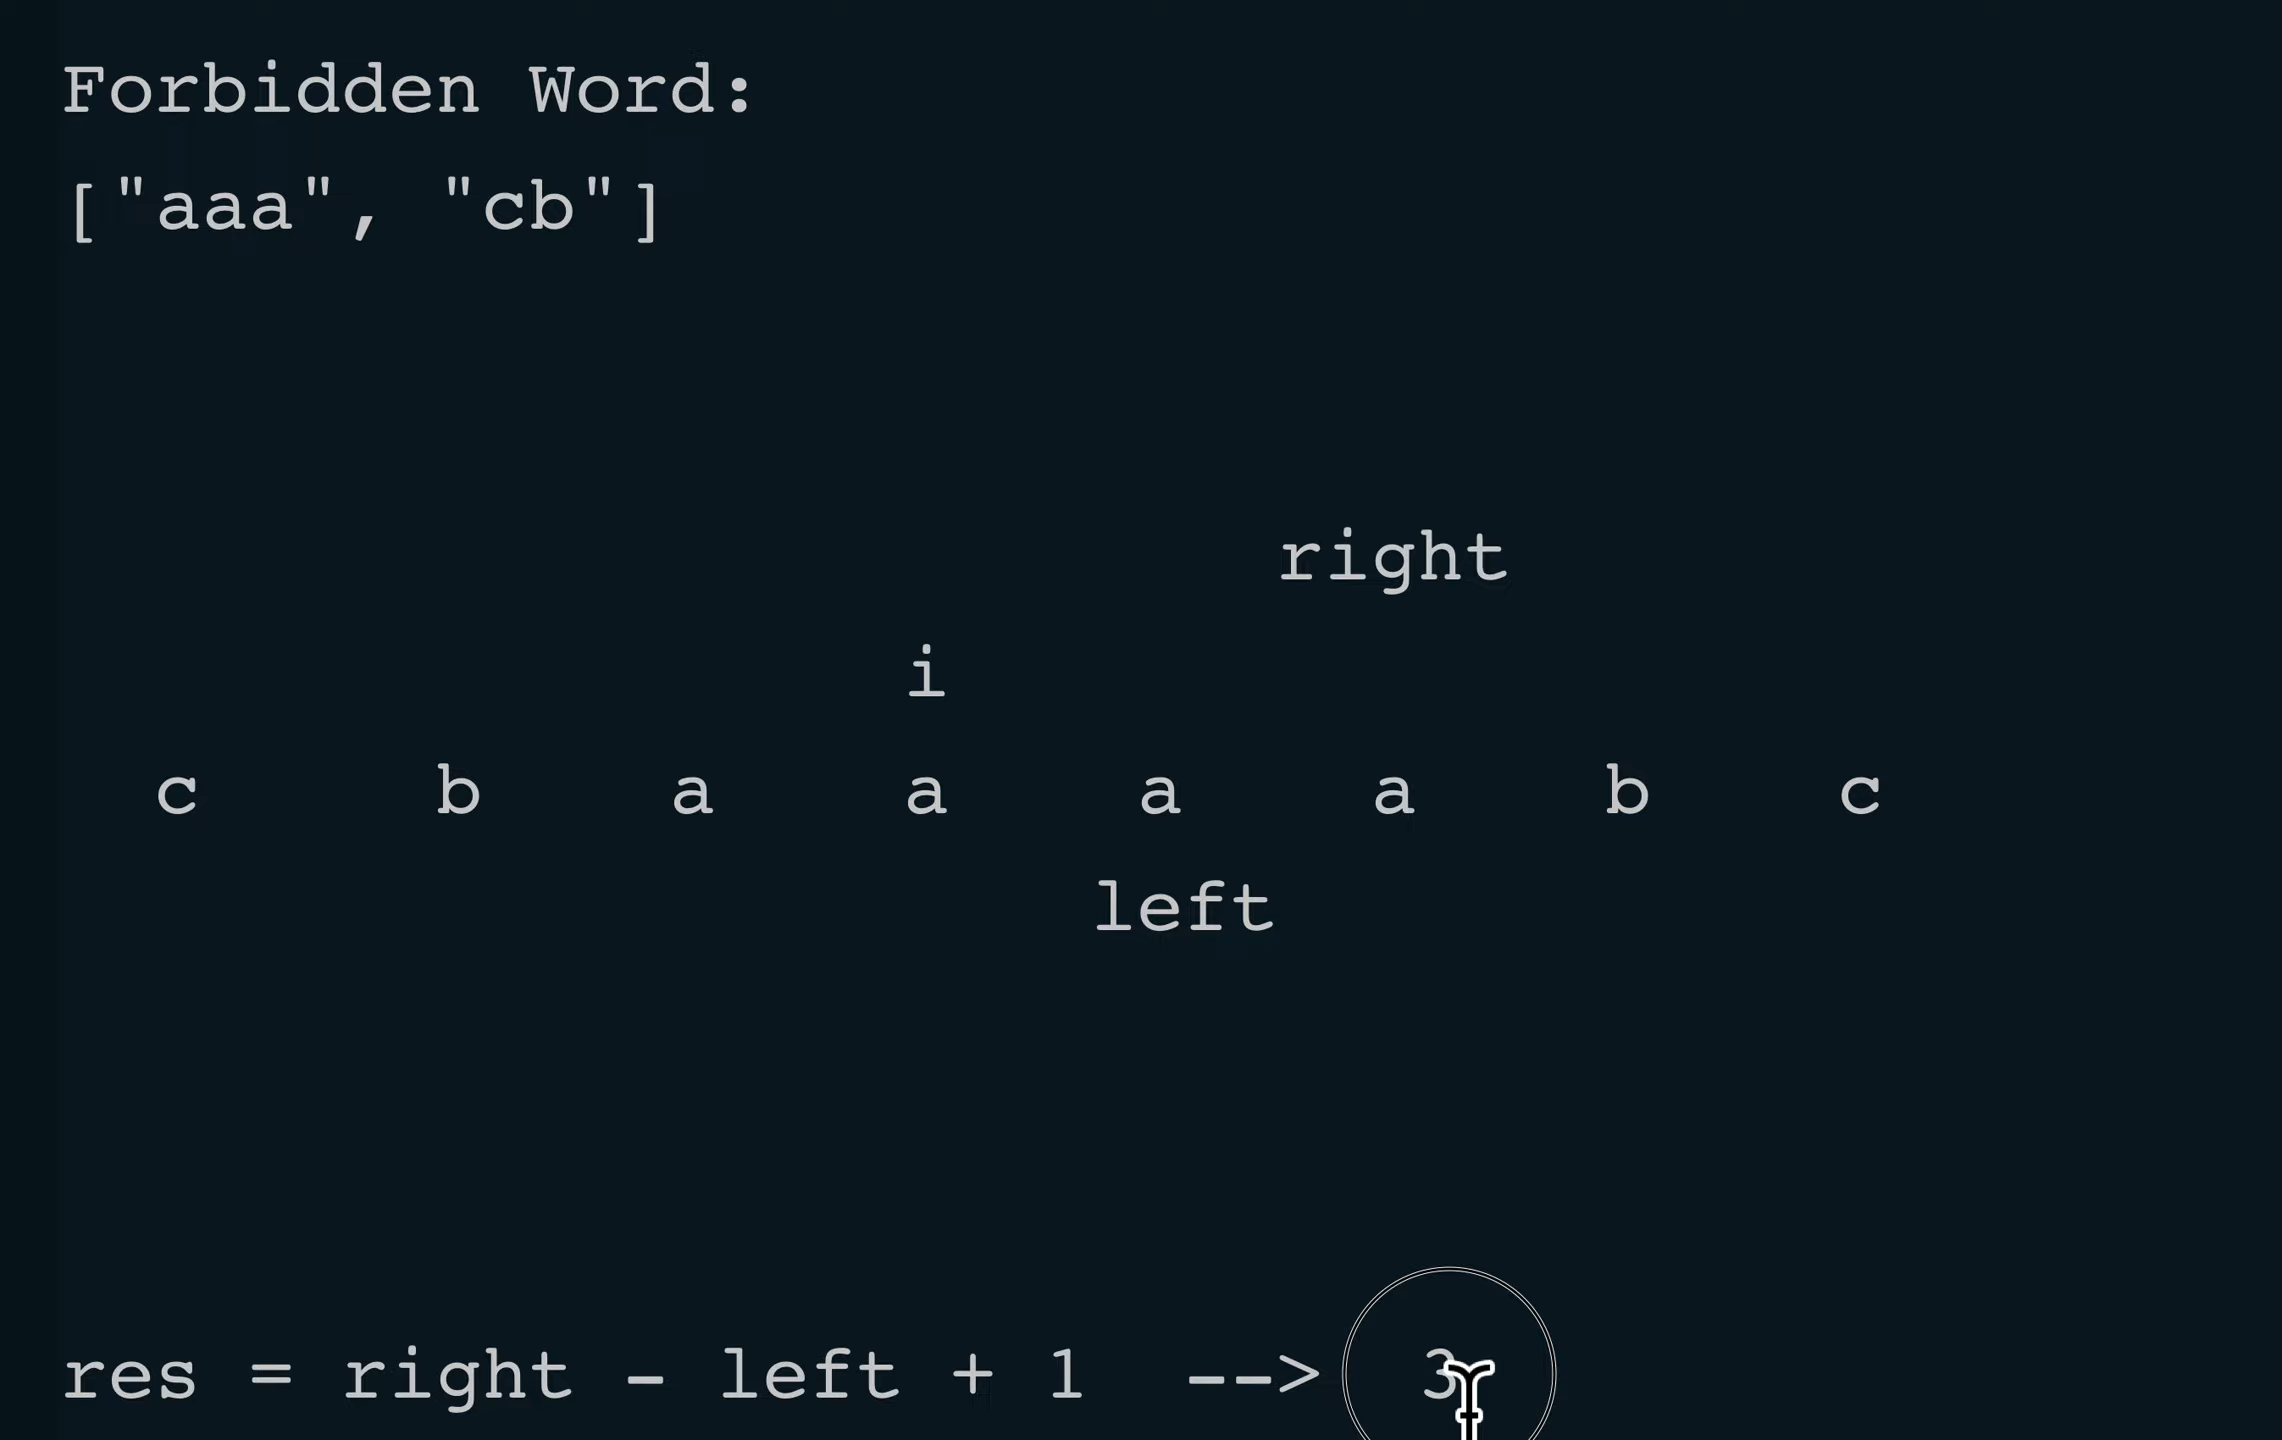 Forbidden Word:
["aaa", "cb"]
right
i
c b a a a a b c
left
res = right - left + 1 --> 3